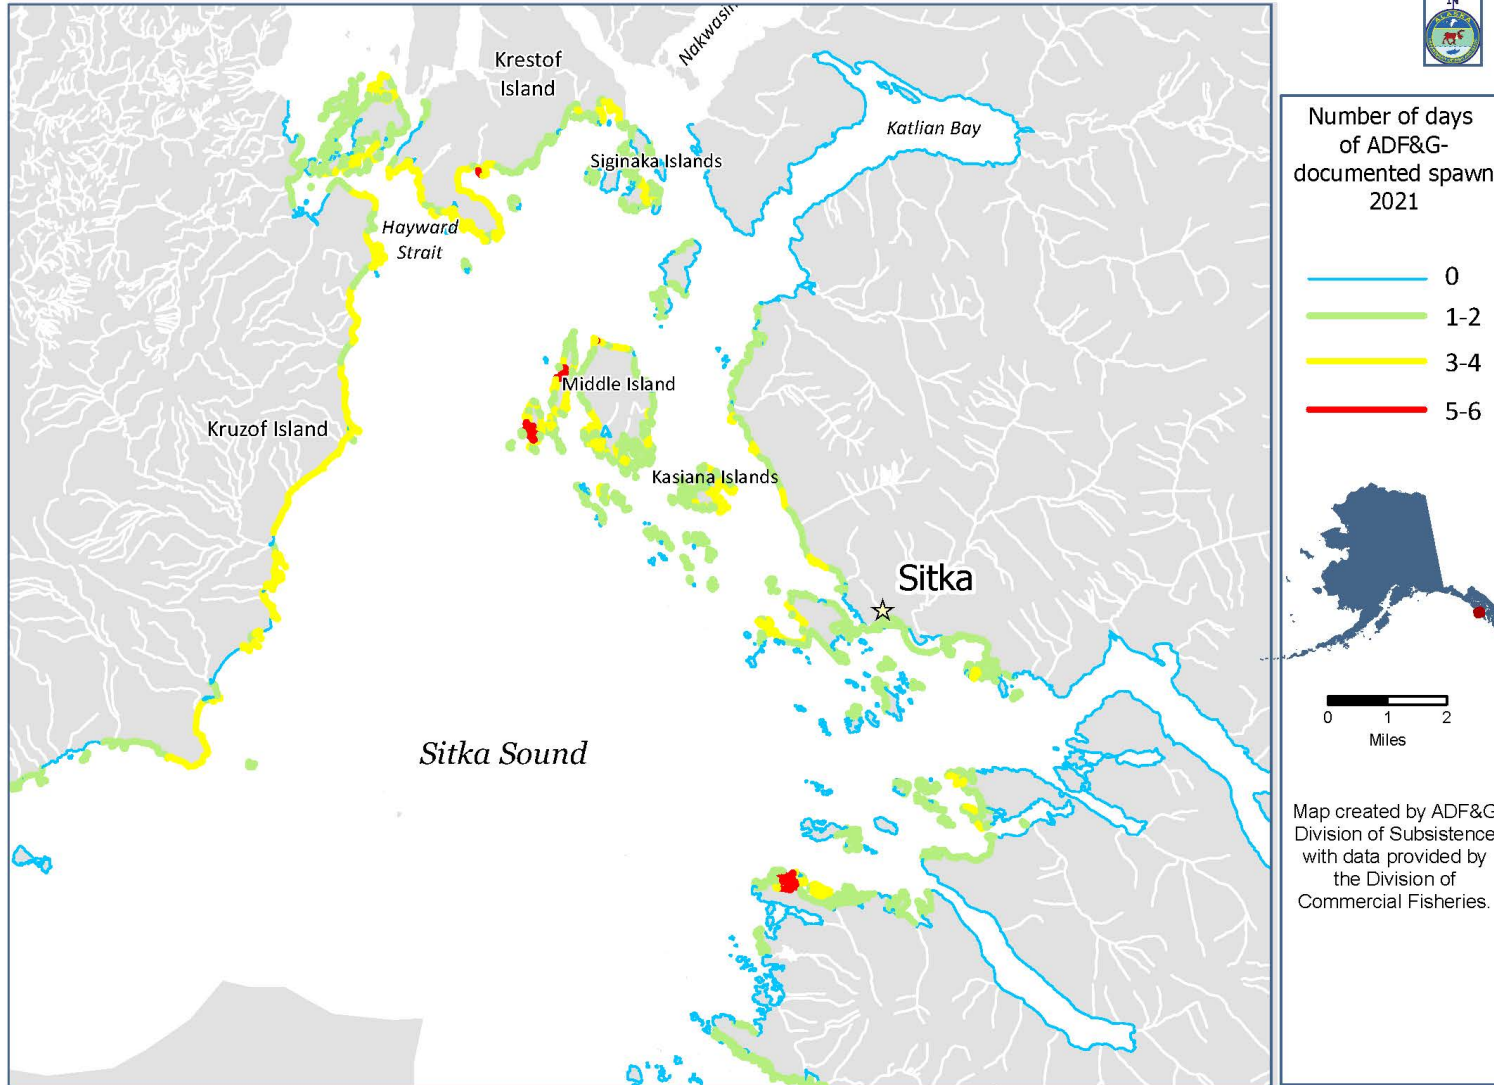 Krestof
Island
Nakwasin
Katlian Bay
Siginaka Islands
Hayward
Strait
Middle Island
Kruzof Island
Kasiana Islands
Sitka
Sitka Sound
N
ALASKA
Number of days
of ADF&G-
documented spawn
2021
0
1-2
3-4
5-6
0 1 2
Miles
Map created by ADF&G
Division of Subsistence
with data provided by
the Division of
Commercial Fisheries.